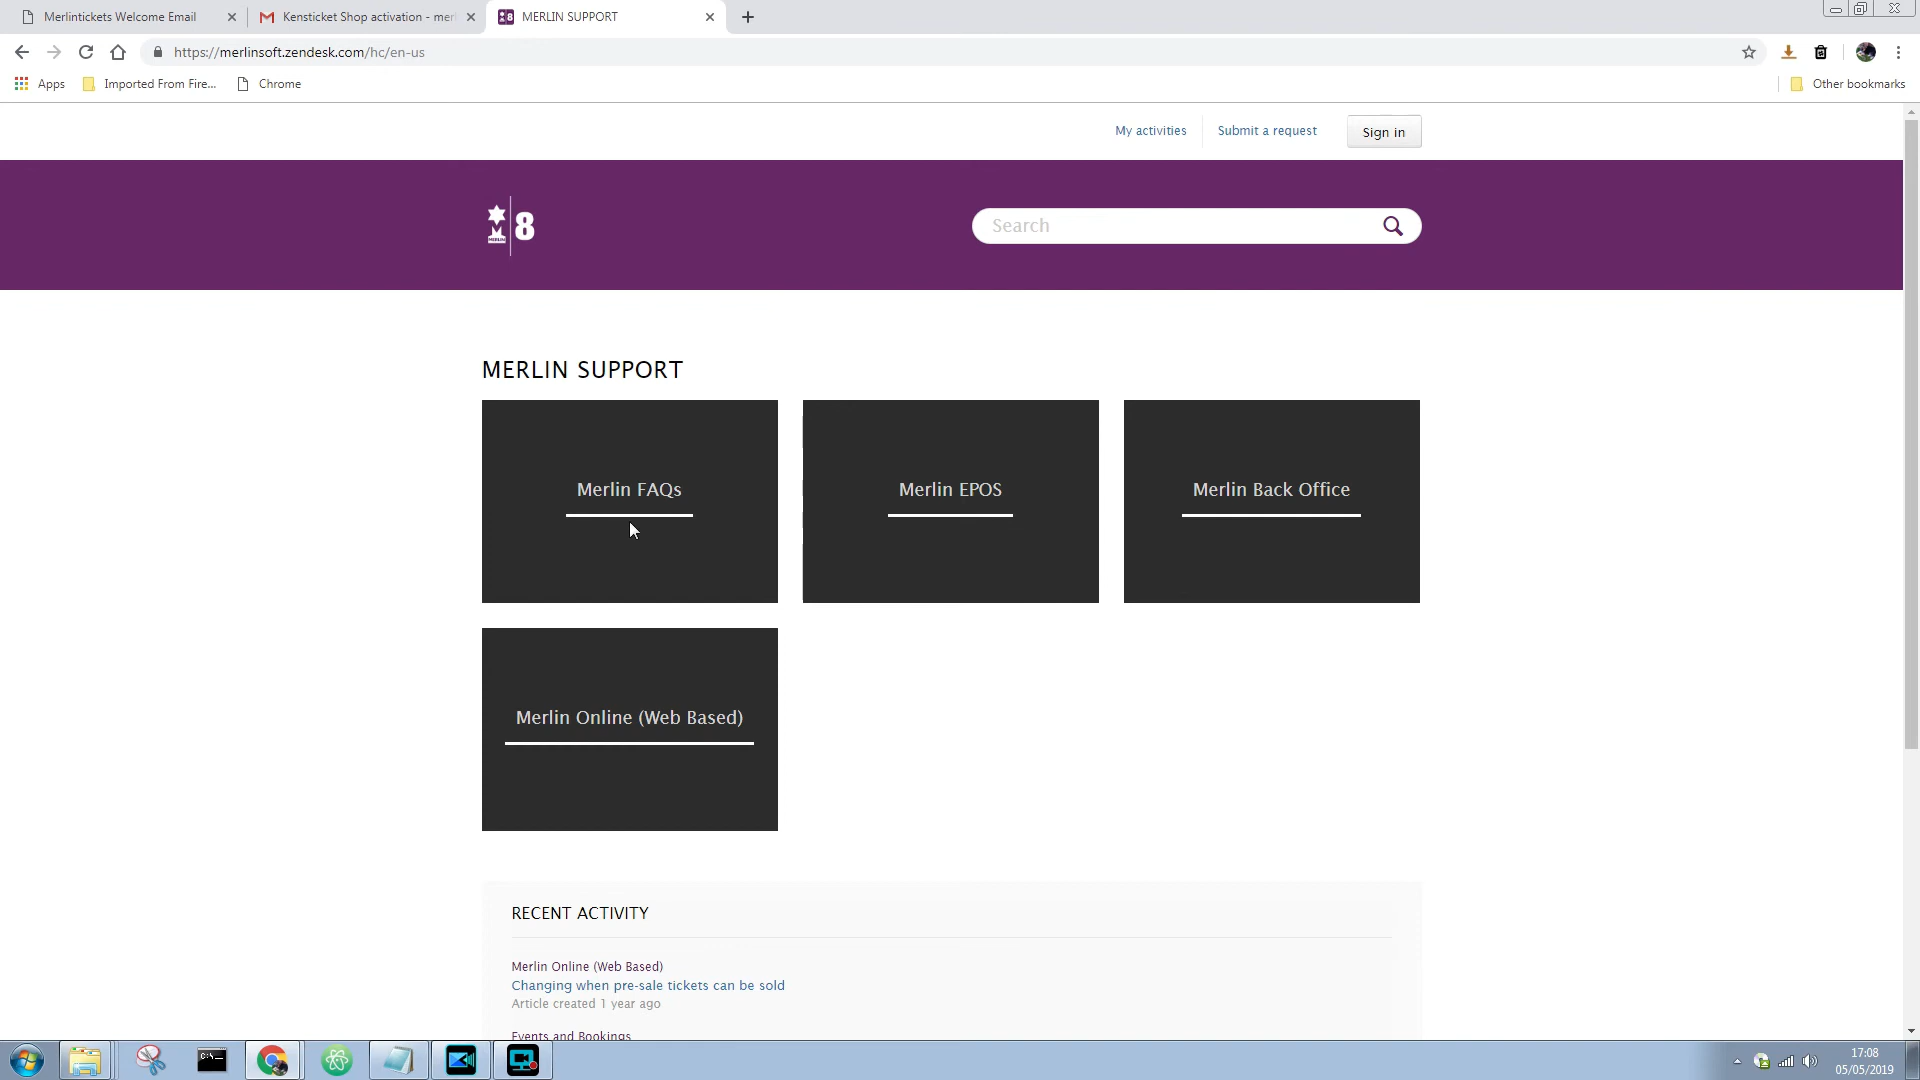 Merlintickets Welcome Email
Kensticket Shop activation - merl
MERLIN SUPPORT
https://merlinsoft.zendesk.com/hc/en-us
Apps
Imported From Fire...
Chrome
Other bookmarks
My activities
Submit a request
Sign in
MERLIN
8
Search
MERLIN SUPPORT
Merlin FAQs
Merlin EPOS
Merlin Back Office
Merlin Online (Web Based)
RECENT ACTIVITY
Merlin Online (Web Based)
Changing when pre-sale tickets can be sold
Article created 1 year ago
Events and Bookings
17:08
05/05/2019